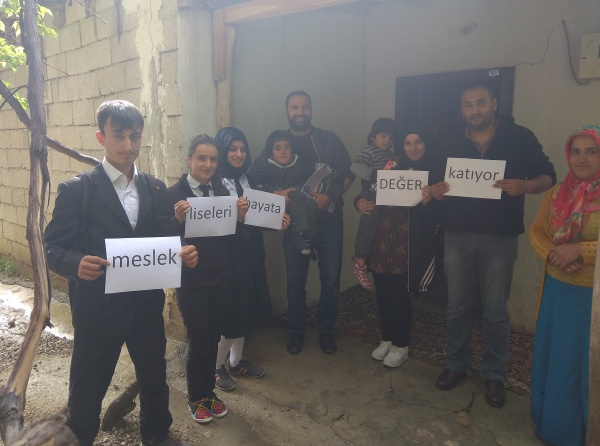 meslek
liseleri
hayata
DEĞER
katıyor